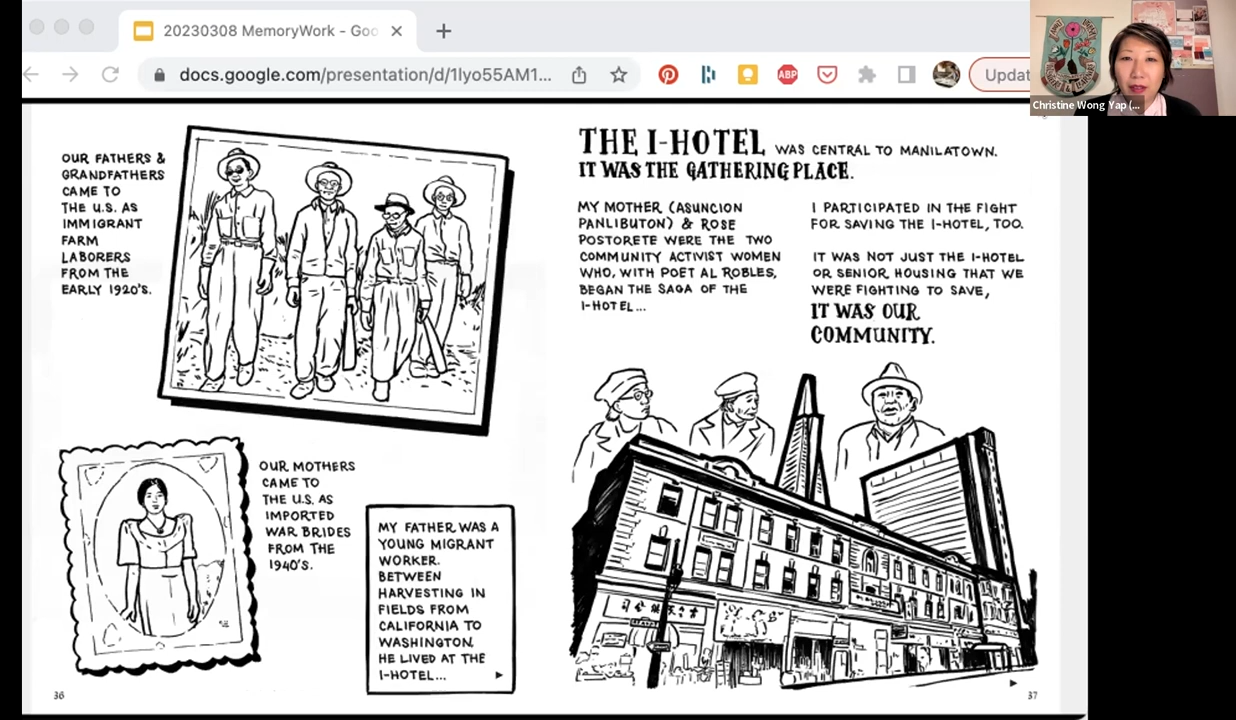 20230308 MemoryWork - Goo
docs.google.com/presentation/d/1lyo55AM1...
ABP
Updat
Christine Wong Yap (...
OUR FATHERS &
GRANDFATHERS
CAME TO
THE U.S. AS
IMMIGRANT
FARM
LABORERS
FROM THE
EARLY 1920'S.
OUR MOTHERS
CAME TO
THE U.S. AS
IMPORTED
WAR BRIDES
FROM THE
1940'S.
MY FATHER WAS A
YOUNG MIGRANT
WORKER.
BETWEEN
HARVESTING IN
FIELDS FROM
CALIFORNIA TO
WASHINGTON,
HE LIVED AT THE
I-HOTEL...
36
THE I-HOTEL WAS CENTRAL TO MANILATOWN.
IT WAS THE GATHERING PLACE.
MY MOTHER (ASUNCION
PANLIBUTON) & ROSE
POSTORETE WERE THE TWO
COMMUNITY ACTIVIST WOMEN
WHO, WITH POET AL ROBLES,
BEGAN THE SAGA OF THE
I-HOTEL...
I PARTICIPATED IN THE FIGHT
FOR SAVING THE I-HOTEL, TOO.
IT WAS NOT JUST THE I-HOTEL
OR SENIOR HOUSING THAT WE
WERE FIGHTING TO SAVE,
IT WAS OUR
COMMUNITY.
37